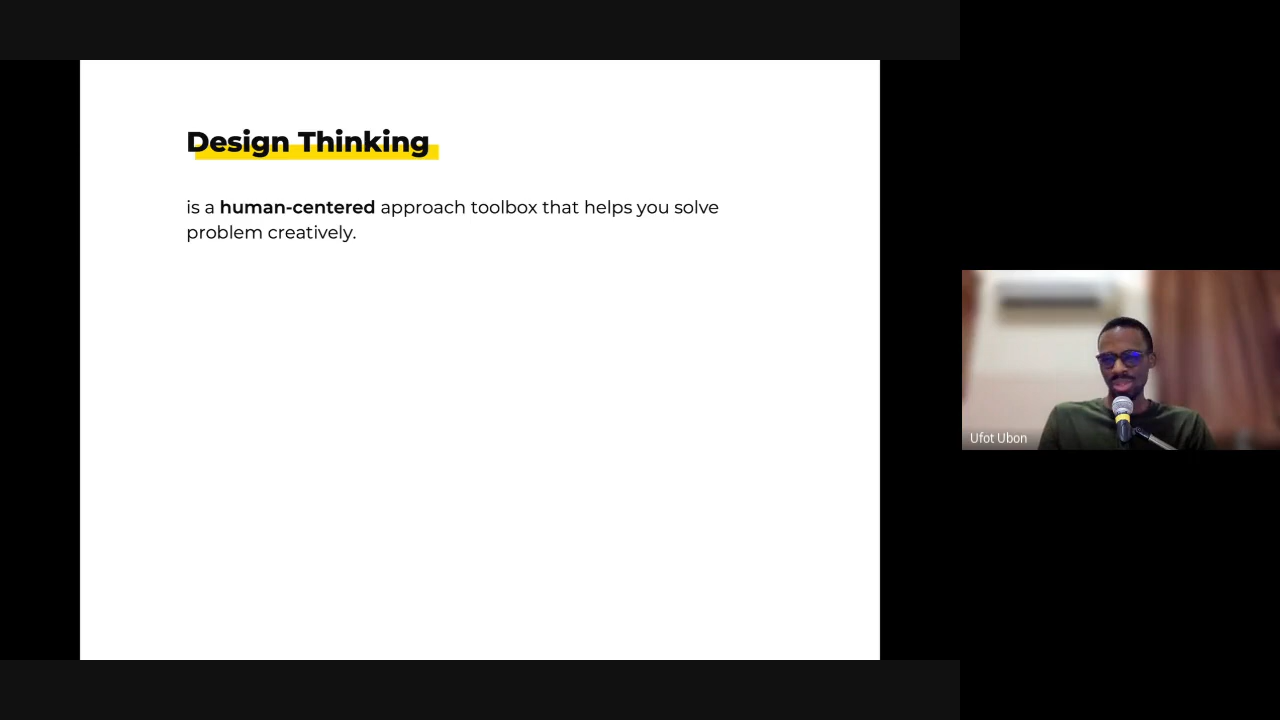 Design Thinking
is a human-centered approach toolbox that helps you solve
problem creatively.
Ufot Ubon